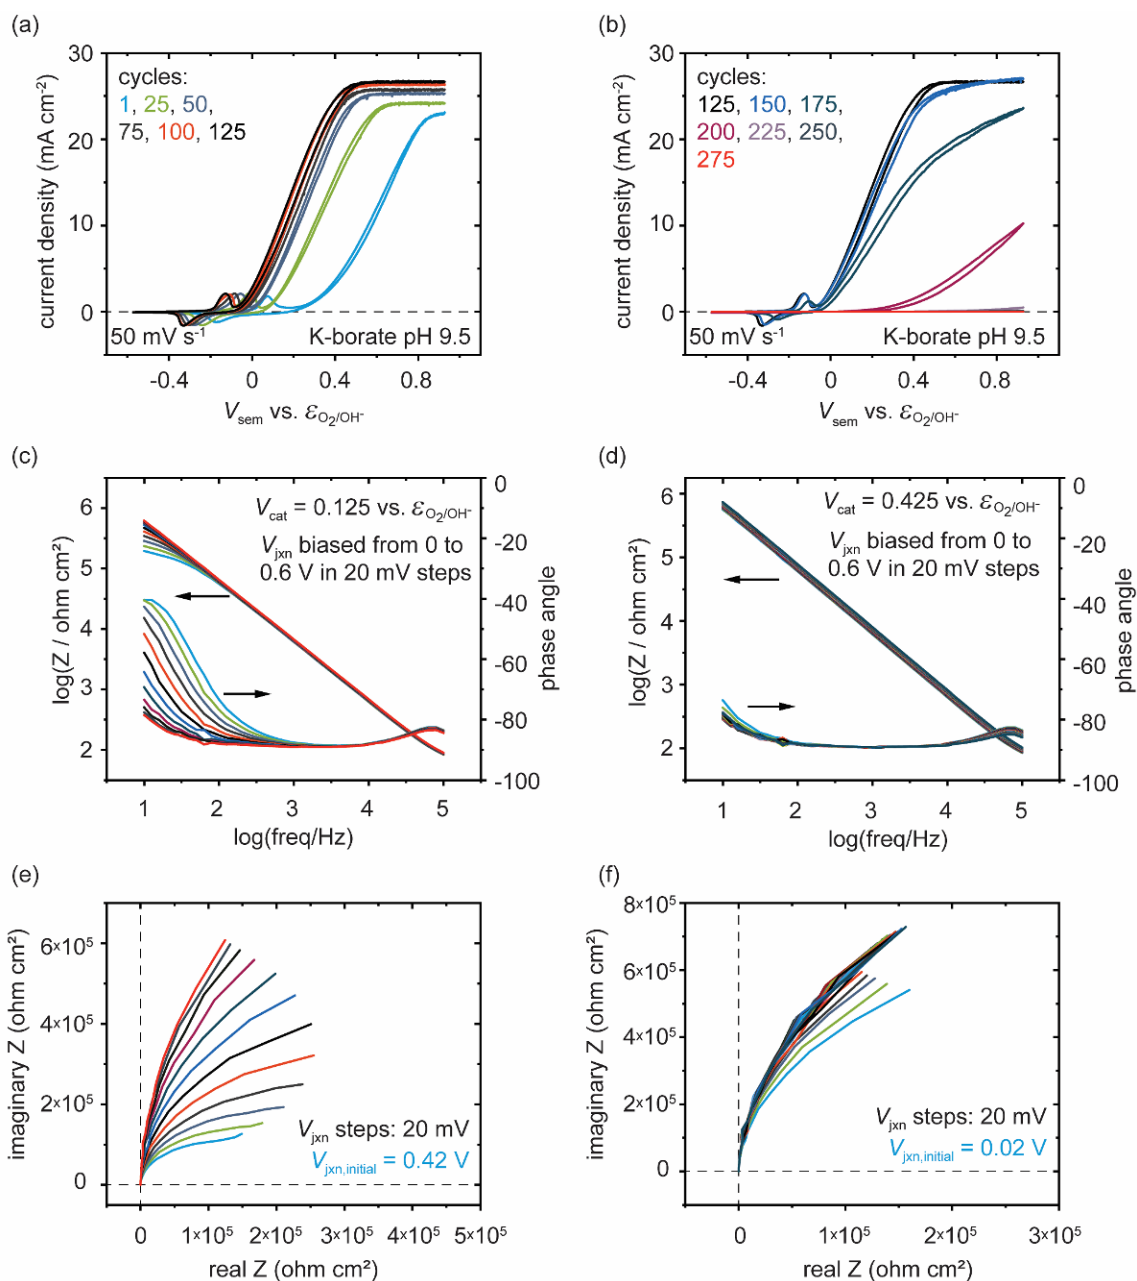 (a)
30
20
10
0
current density (mA cm⁻²)
cycles:
1, 25, 50,
75, 100, 125
50 mV s⁻¹
K-borate pH 9.5
-0.4
0
0.4
0.8
V_sem vs. ℰ_O₂/OH⁻
(b)
30
20
10
0
current density (mA cm⁻²)
cycles:
125, 150, 175,
200, 225, 250,
275
50 mV s⁻¹
K-borate pH 9.5
-0.4
0
0.4
0.8
V_sem vs. ℰ_O₂/OH⁻
(c)
6
5
4
3
2
log(Z / ohm cm²)
V_cat = 0.125 vs. ℰ_O₂/OH⁻
V_jxn biased from 0 to
0.6 V in 20 mV steps
0
-20
-40
-60
-80
-100
phase angle
1
2
3
4
5
log(freq/Hz)
(d)
6
5
4
3
2
log(Z / ohm cm²)
V_cat = 0.425 vs. ℰ_O₂/OH⁻
V_jxn biased from 0 to
0.6 V in 20 mV steps
0
-20
-40
-60
-80
-100
phase angle
1
2
3
4
5
log(freq/Hz)
(e)
6×10⁵
4×10⁵
2×10⁵
0
imaginary Z (ohm cm²)
V_jxn steps: 20 mV
V_jxn,initial = 0.42 V
0
1×10⁵
2×10⁵
3×10⁵
4×10⁵
5×10⁵
real Z (ohm cm²)
(f)
8×10⁵
6×10⁵
4×10⁵
2×10⁵
0
imaginary Z (ohm cm²)
V_jxn steps: 20 mV
V_jxn,initial = 0.02 V
0
1×10⁵
2×10⁵
3×10⁵
real Z (ohm cm²)